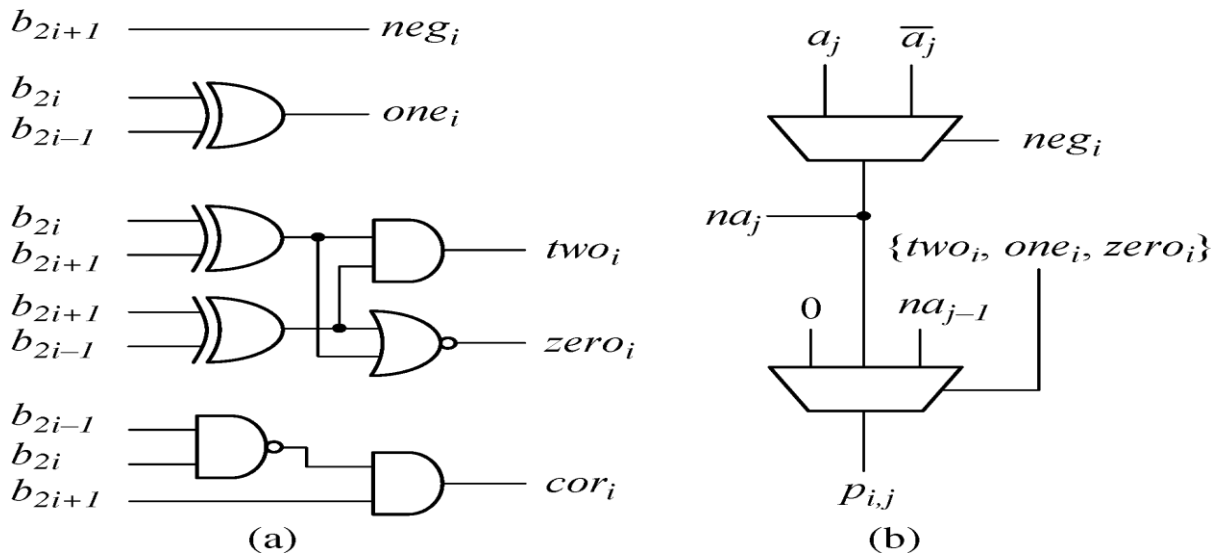 b₂ᵢ₊₁ negᵢ
b₂ᵢ
b₂ᵢ₋₁ oneᵢ
b₂ᵢ
b₂ᵢ₊₁ twoᵢ
b₂ᵢ₊₁
b₂ᵢ₋₁ zeroᵢ
b₂ᵢ₋₁
b₂ᵢ
b₂ᵢ₊₁ corᵢ
(a)
aⱼ a̅ⱼ
negᵢ
naⱼ
{twoᵢ, oneᵢ, zeroᵢ}
0 naⱼ₋₁
pᵢ,ⱼ
(b)